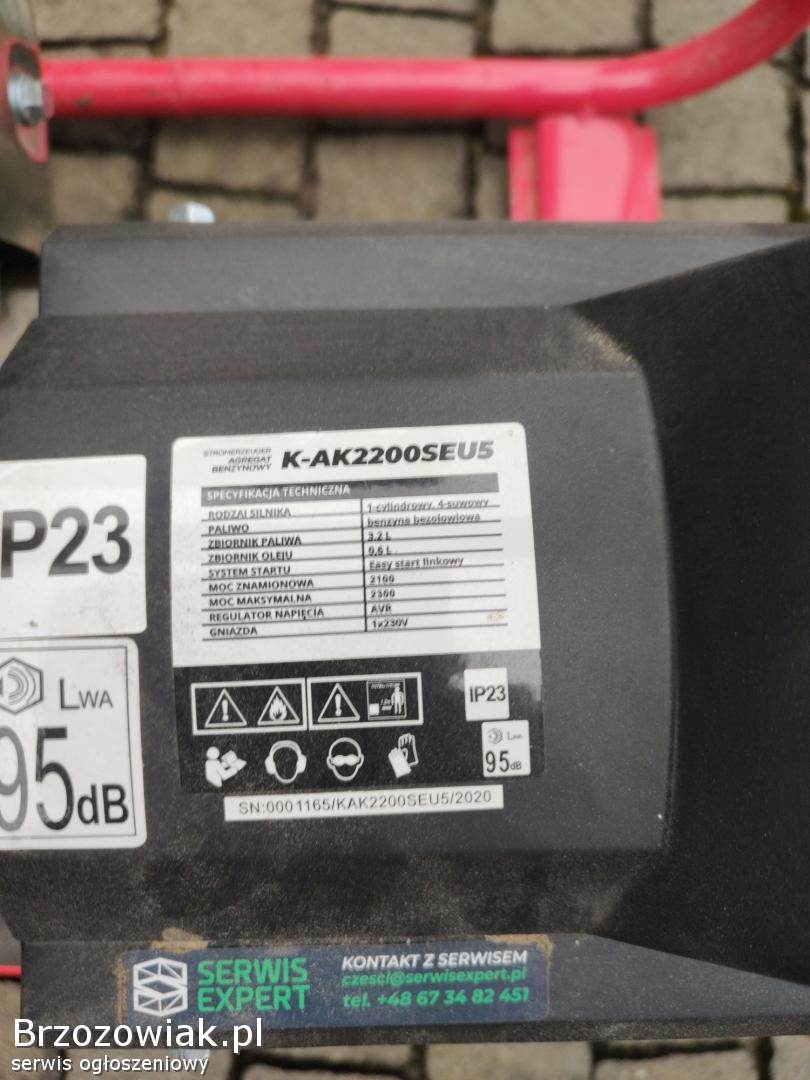 STROMERZEUGER
AGREGAT
BENZYNOWY
K-AK2200SEU5
SPECYFIKACJA TECHNICZNA
RODZAJ SILNIKA 1-cylindrowy, 4-suwowy
PALIWO benzyna bezołowiowa
ZBIORNIK PALIWA 3.2 L
ZBIORNIK OLEJU 0,6 L
SYSTEM STARTU Easy start linkowy
MOC ZNAMIONOWA 2100
MOC MAKSYMALNA 2300
REGULATOR NAPIĘCIA AVR
GNIAZDA 1x230V
IP23
LWA
95dB
SN:0001165/KAK2200SEU5/2020
IP23
LWA
95dB
SERWIS
EXPERT
KONTAKT Z SERWISEM
czesci@serwisexpert.pl
tel. +48 67 34 82 451
Brzozowiak.pl
serwis ogłoszeniowy